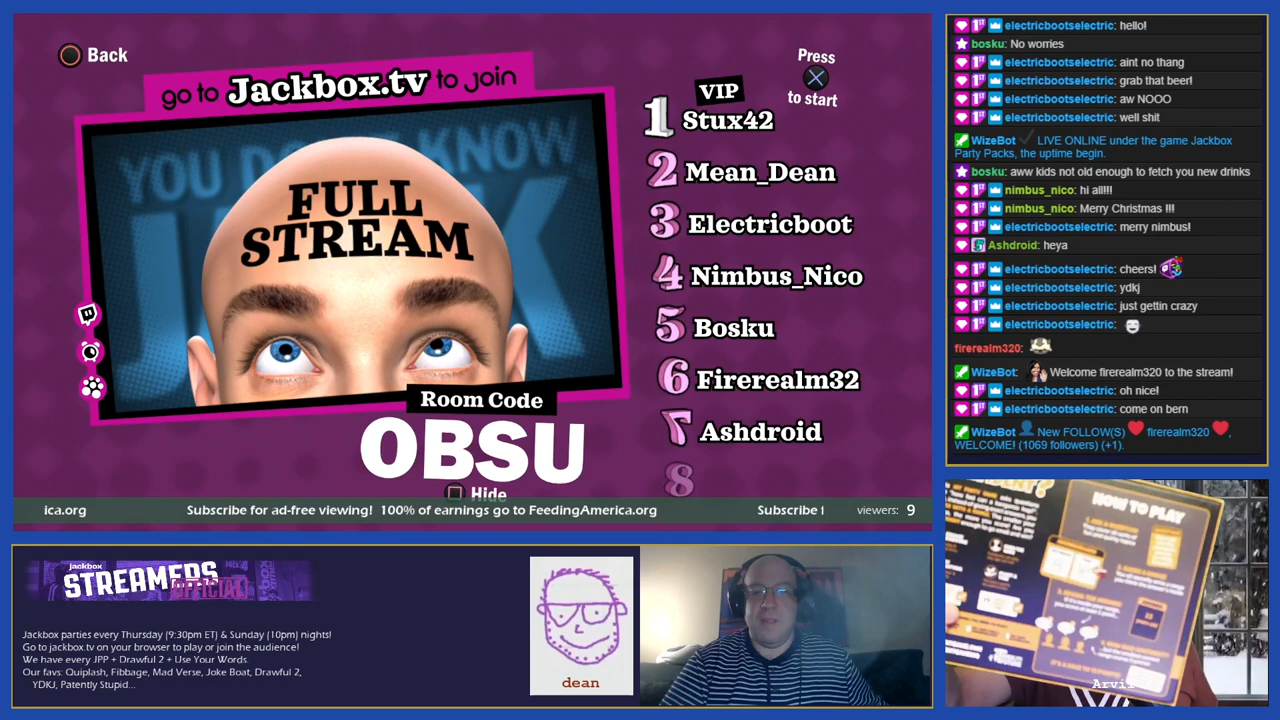 Back
go to Jackbox.tv to join
Press
to start
FULL
STREAM
VIP
1 Stux42
2 Mean_Dean
3 Electricboot
4 Nimbus_Nico
5 Bosku
6 Firerealm32
7 Ashdroid
8
Room Code
OBSU
Hide
ica.org Subscribe for ad-free viewing! 100% of earnings go to FeedingAmerica.org Subscribe viewers: 9
electricbootselectric: hello!
bosku: No worries
electricbootselectric: aint no thang
electricbootselectric: grab that beer!
electricbootselectric: aw NOOO
electricbootselectric: well shit
WizeBot LIVE ONLINE under the game Jackbox
Party Packs, the uptime begin.
bosku: aww kids not old enough to fetch you new drinks
nimbus_nico: hi all!!!!
nimbus_nico: Merry Christmas !!!
electricbootselectric: merry nimbus!
Ashdroid: heya
electricbootselectric: cheers!
electricbootselectric: ydkj
electricbootselectric: just gettin crazy
electricbootselectric:
firerealm320:
WizeBot: Welcome firerealm320 to the stream!
electricbootselectric: oh nice!
electricbootselectric: come on bern
WizeBot New FOLLOW(S) firerealm320 ,
WELCOME! (1069 followers) (+1).
jackbox
STREAMERS
OFFICIAL
Jackbox parties every Thursday (9:30pm ET) & Sunday (10pm) nights!
Go to jackbox.tv on your browser to play or join the audience!
We have every JPP + Drawful 2 + Use Your Words.
Our favs: Quiplash, Fibbage, Mad Verse, Joke Boat, Drawful 2,
YDKJ, Patently Stupid...
dean
HOW TO PLAY